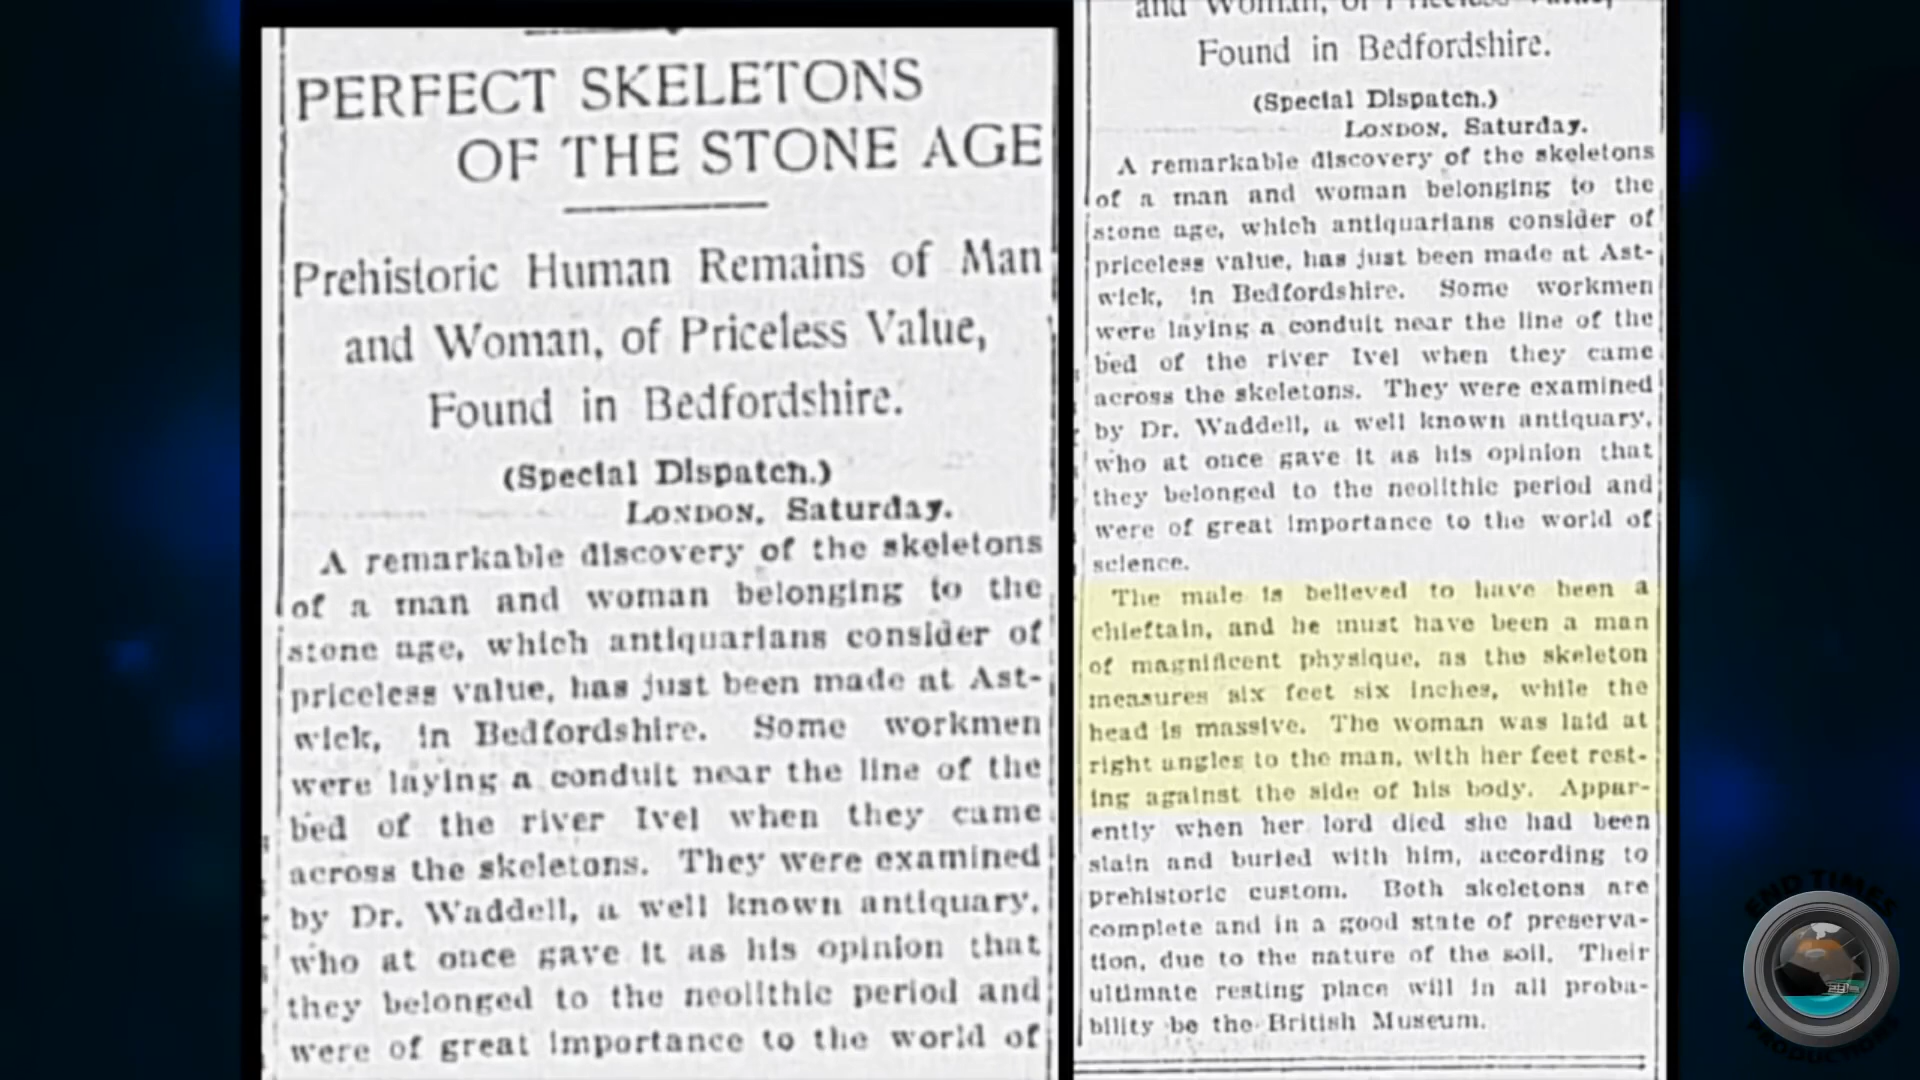 PERFECT SKELETONS
OF THE STONE AGE
Prehistoric Human Remains of Man
and Woman, of Priceless Value,
Found in Bedfordshire.
(Special Dispatch.)
LONDON, Saturday.
A remarkable discovery of the skeletons
of a man and woman belonging to the
stone age, which antiquarians consider of
priceless value, has just been made at Ast-
wick, in Bedfordshire. Some workmen
were laying a conduit near the line of the
bed of the river Ivel when they came
across the skeletons. They were examined
by Dr. Waddell, a well known antiquary,
who at once gave it as his opinion that
they belonged to the neolithic period and
were of great importance to the world of
and Woman, of Priceless Value,
Found in Bedfordshire.
(Special Dispatch.)
LONDON, Saturday.
A remarkable discovery of the skeletons
of a man and woman belonging to the
stone age, which antiquarians consider of
priceless value, has just been made at Ast-
wick, in Bedfordshire. Some workmen
were laying a conduit near the line of the
bed of the river Ivel when they came
across the skeletons. They were examined
by Dr. Waddell, a well known antiquary,
who at once gave it as his opinion that
they belonged to the neolithic period and
were of great importance to the world of
science.
The male is believed to have been a
chieftain, and he must have been a man
of magnificent physique, as the skeleton
measures six feet six inches, while the
head is massive. The woman was laid at
right angles to the man, with her feet rest-
ing against the side of his body. Appar-
ently when her lord died she had been
slain and buried with him, according to
prehistoric custom. Both skeletons are
complete and in a good state of preserva-
tion, due to the nature of the soil. Their
ultimate resting place will in all proba-
bility be the British Museum.
END TIMES
PRODUCTIONS